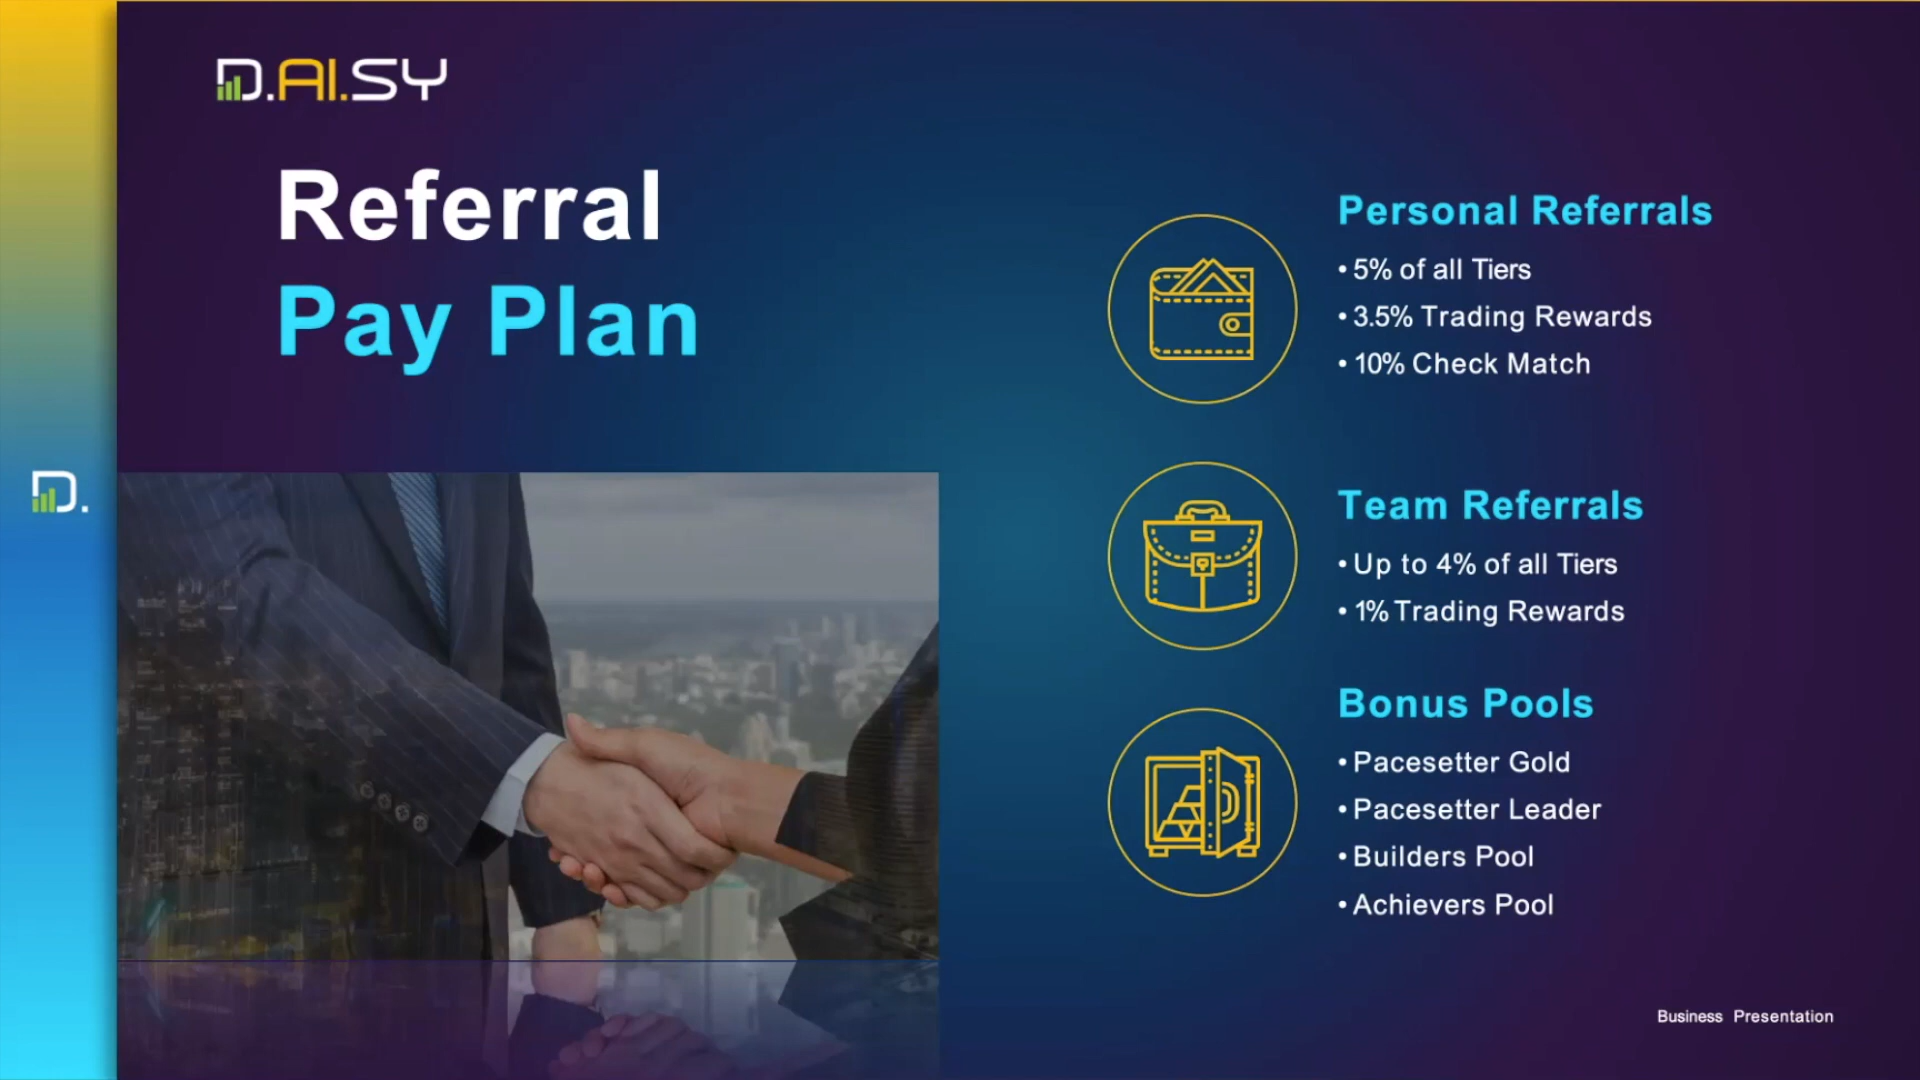 D.AI.SY
Referral
Pay Plan
D.
Personal Referrals
• 5% of all Tiers
• 3.5% Trading Rewards
• 10% Check Match
Team Referrals
• Up to 4% of all Tiers
• 1% Trading Rewards
Bonus Pools
• Pacesetter Gold
• Pacesetter Leader
• Builders Pool
• Achievers Pool
Business Presentation